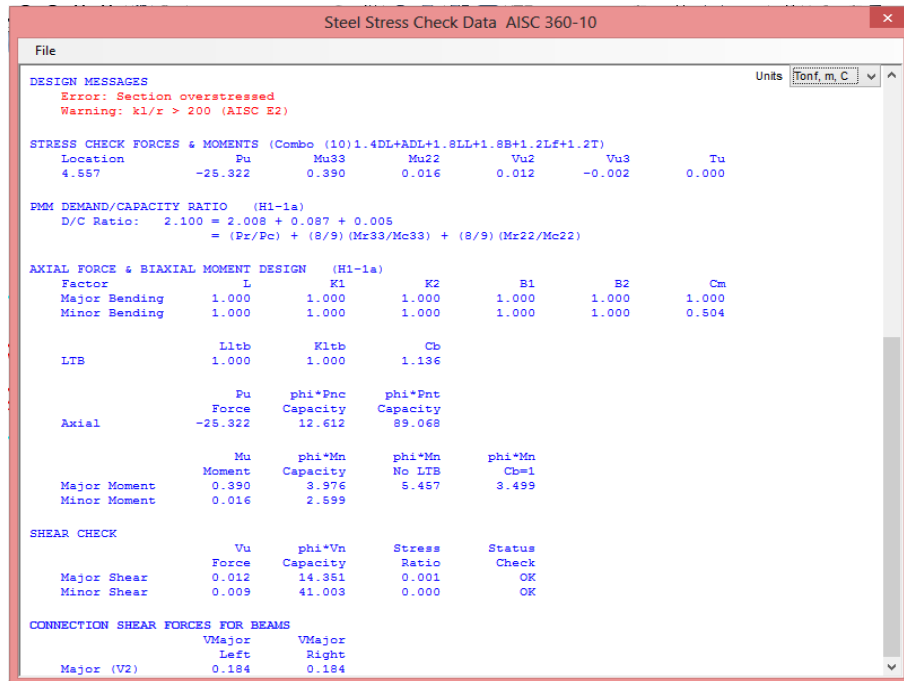 Steel Stress Check Data AISC 360-10
File
Units Tonf, m, C
DESIGN MESSAGES
Error: Section overstressed
Warning: kl/r > 200 (AISC E2)
STRESS CHECK FORCES & MOMENTS (Combo (10)1.4DL+ADL+1.8LL+1.8B+1.2Lf+1.2T)
Location Pu Mu33 Mu22 Vu2 Vu3 Tu
4.557 -25.322 0.390 0.016 0.012 -0.002 0.000
PMM DEMAND/CAPACITY RATIO (H1-1a)
D/C Ratio: 2.100 = 2.008 + 0.087 + 0.005
= (Pr/Pc) + (8/9)(Mr33/Mc33) + (8/9)(Mr22/Mc22)
AXIAL FORCE & BIAXIAL MOMENT DESIGN (H1-1a)
Factor L K1 K2 B1 B2 Cm
Major Bending 1.000 1.000 1.000 1.000 1.000 1.000
Minor Bending 1.000 1.000 1.000 1.000 1.000 0.504
Lltb Kltb Cb
LTB 1.000 1.000 1.136
Pu phi*Pnc phi*Pnt
Force Capacity Capacity
Axial -25.322 12.612 89.068
Mu phi*Mn phi*Mn phi*Mn
Moment Capacity No LTB Cb=1
Major Moment 0.390 3.976 5.457 3.499
Minor Moment 0.016 2.599
SHEAR CHECK
Vu phi*Vn Stress Status
Force Capacity Ratio Check
Major Shear 0.012 14.351 0.001 OK
Minor Shear 0.009 41.003 0.000 OK
CONNECTION SHEAR FORCES FOR BEAMS
VMajor VMajor
Left Right
Major (V2) 0.184 0.184